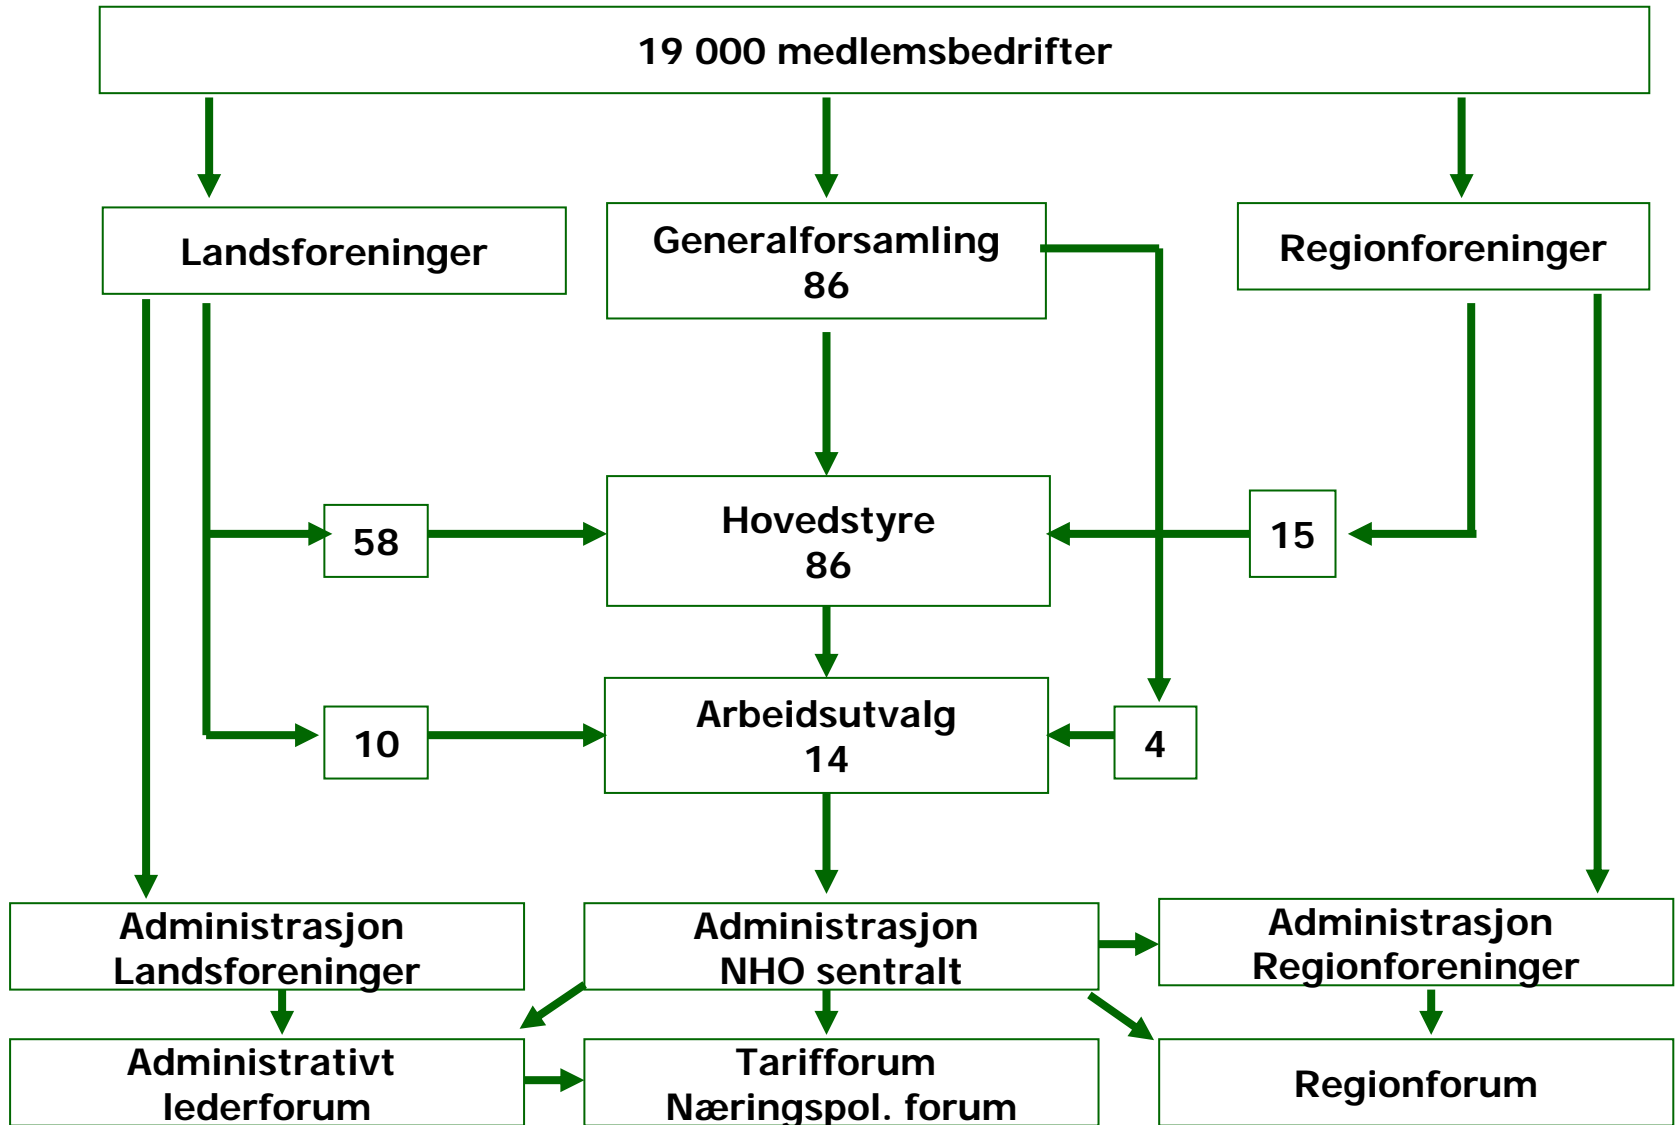 19 000 medlemsbedrifter
Landsforeninger
Generalforsamling
86
Regionforeninger
58
Hovedstyre
86
15
10
Arbeidsutvalg
14
4
Administrasjon
Landsforeninger
Administrasjon
NHO sentralt
Administrasjon
Regionforeninger
Administrativt
lederforum
Tarifforum
Næringspol. forum
Regionforum